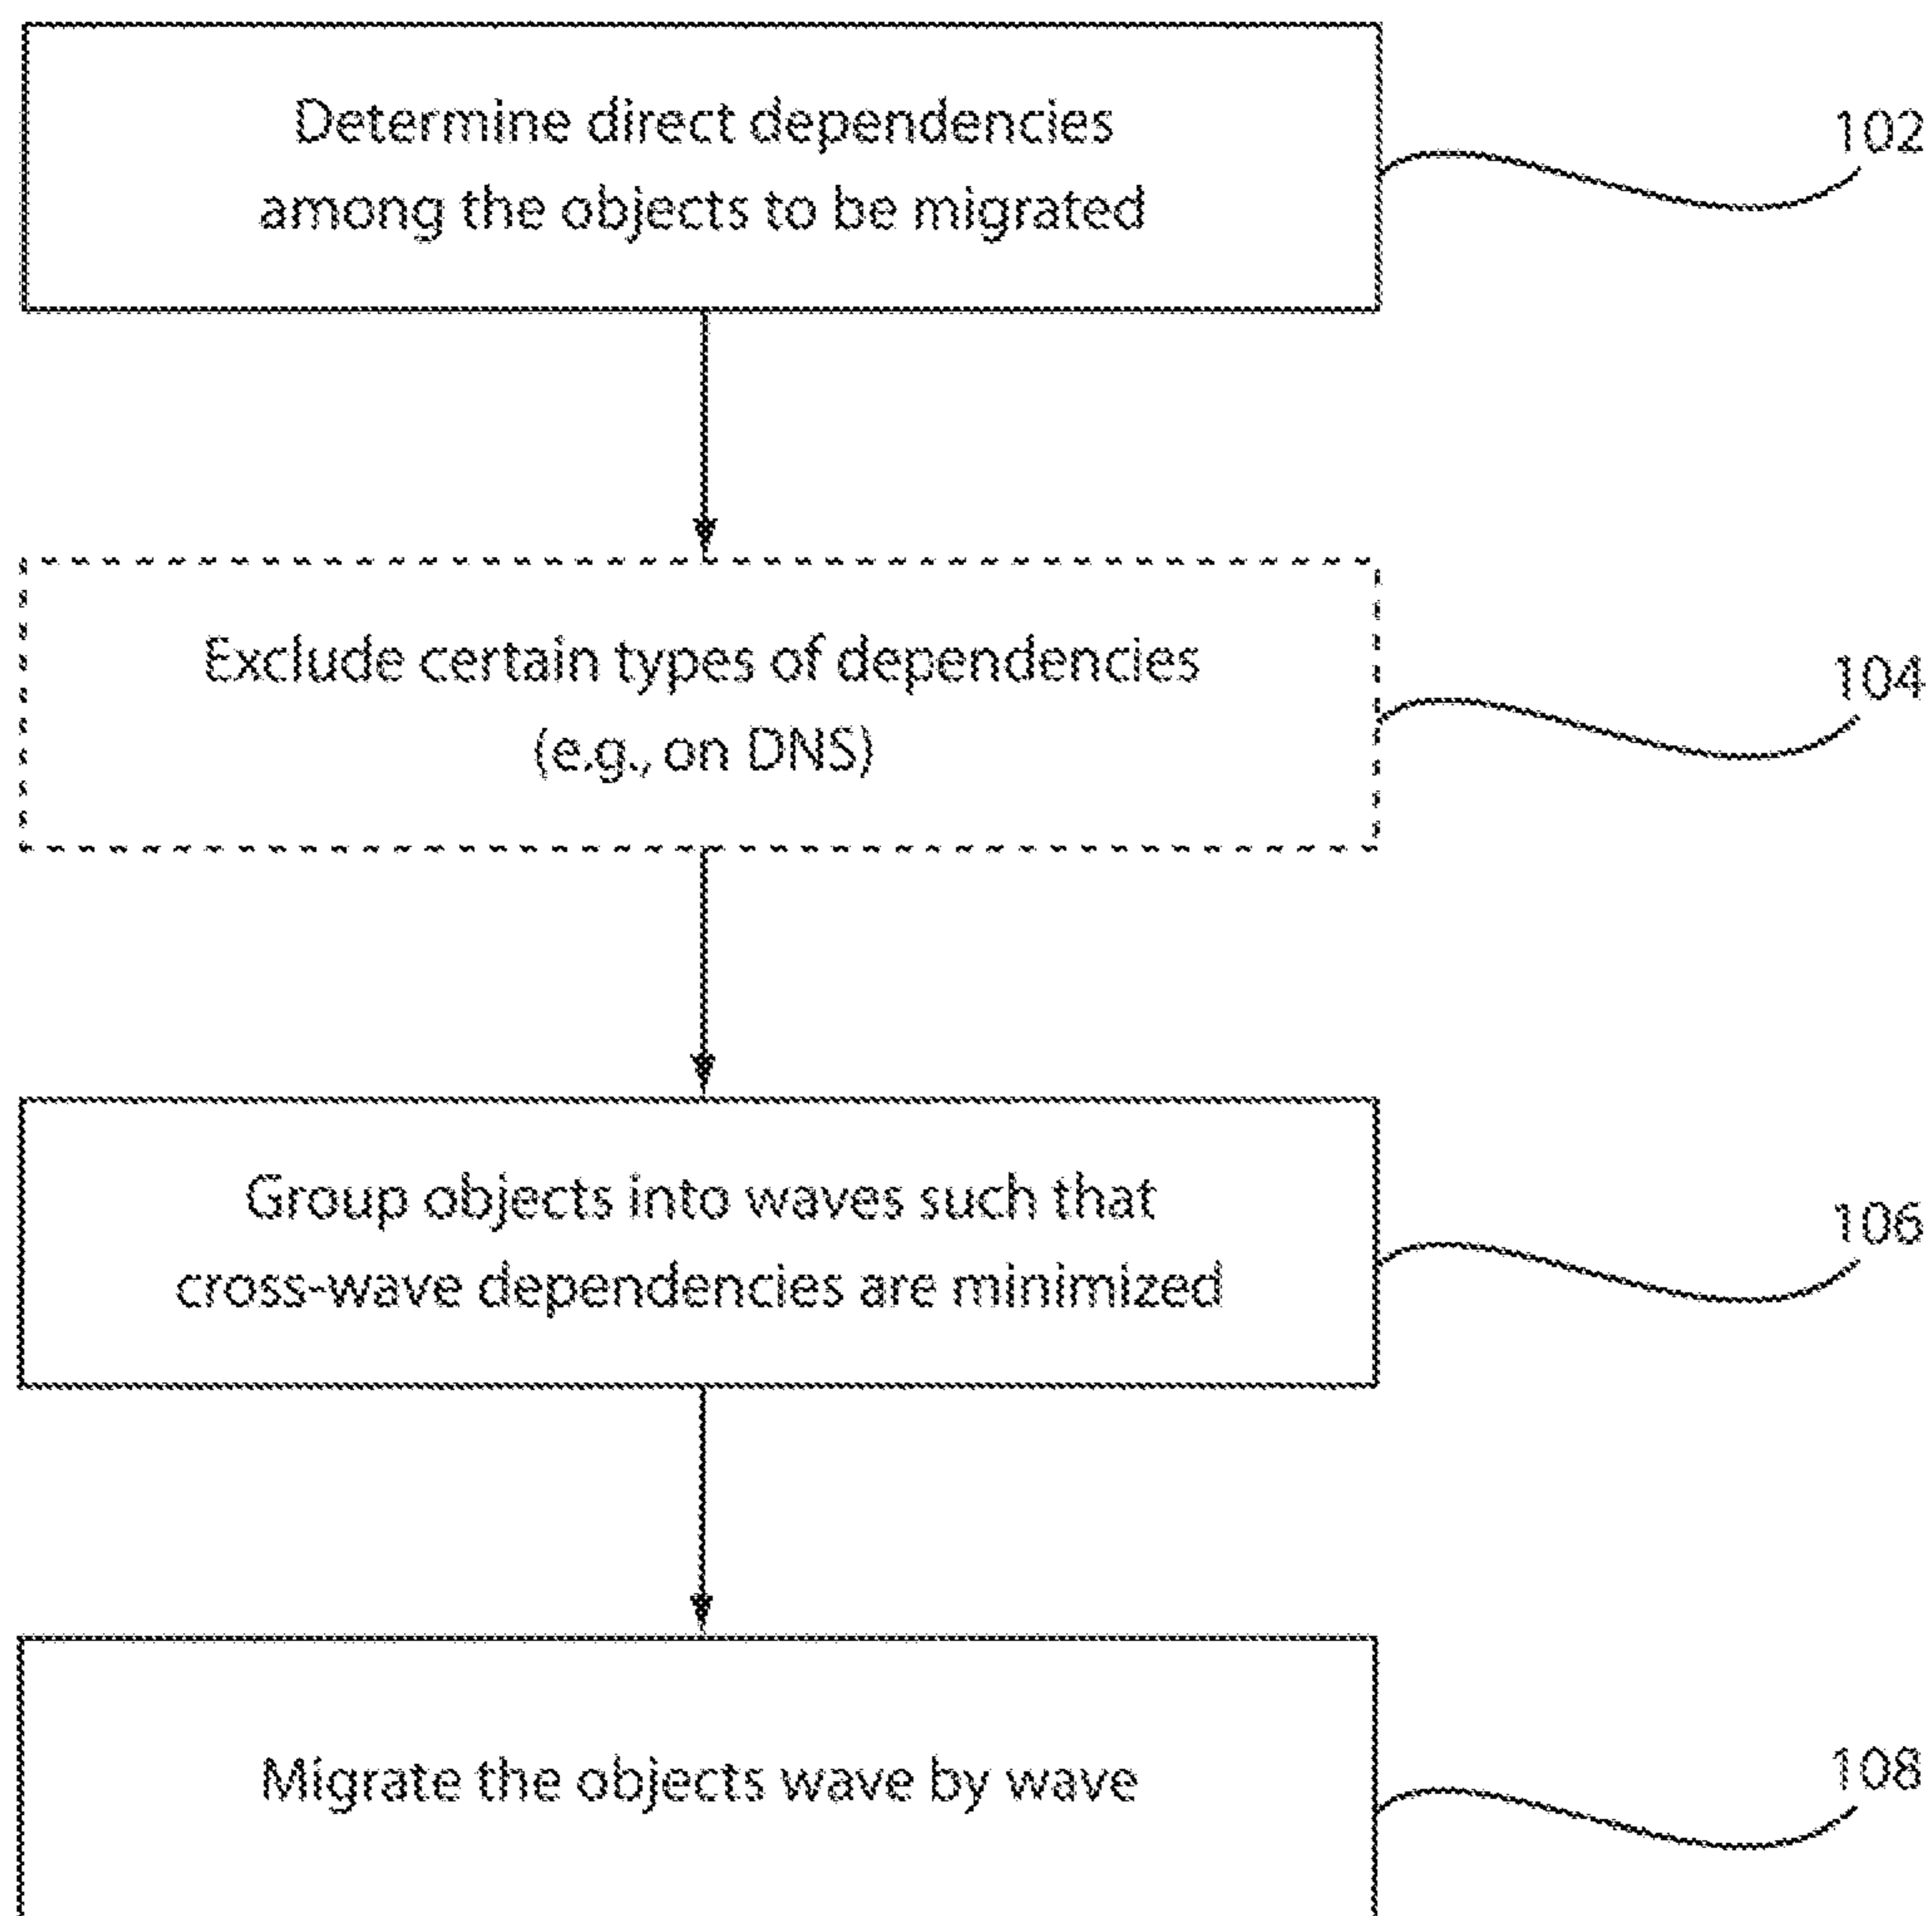 Determine direct dependencies
among the objects to be migrated
102
Exclude certain types of dependencies
(e.g., on DNS)
104
Group objects into waves such that
cross-wave dependencies are minimized
106
Migrate the objects wave by wave
108